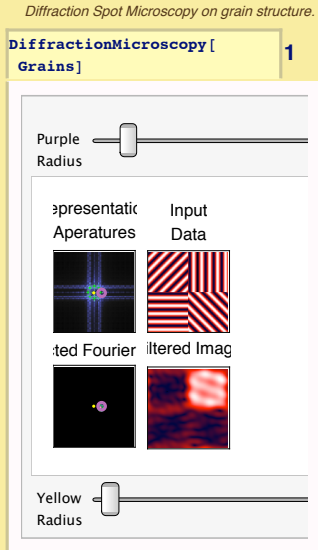 Diffraction Spot Microscopy on grain structure.
DiffractionMicroscopy[
Grains]
1
Purple
Radius
epresentatic
Aperatures
Input
Data
cted Fourier
iltered Imag
Yellow
Radius